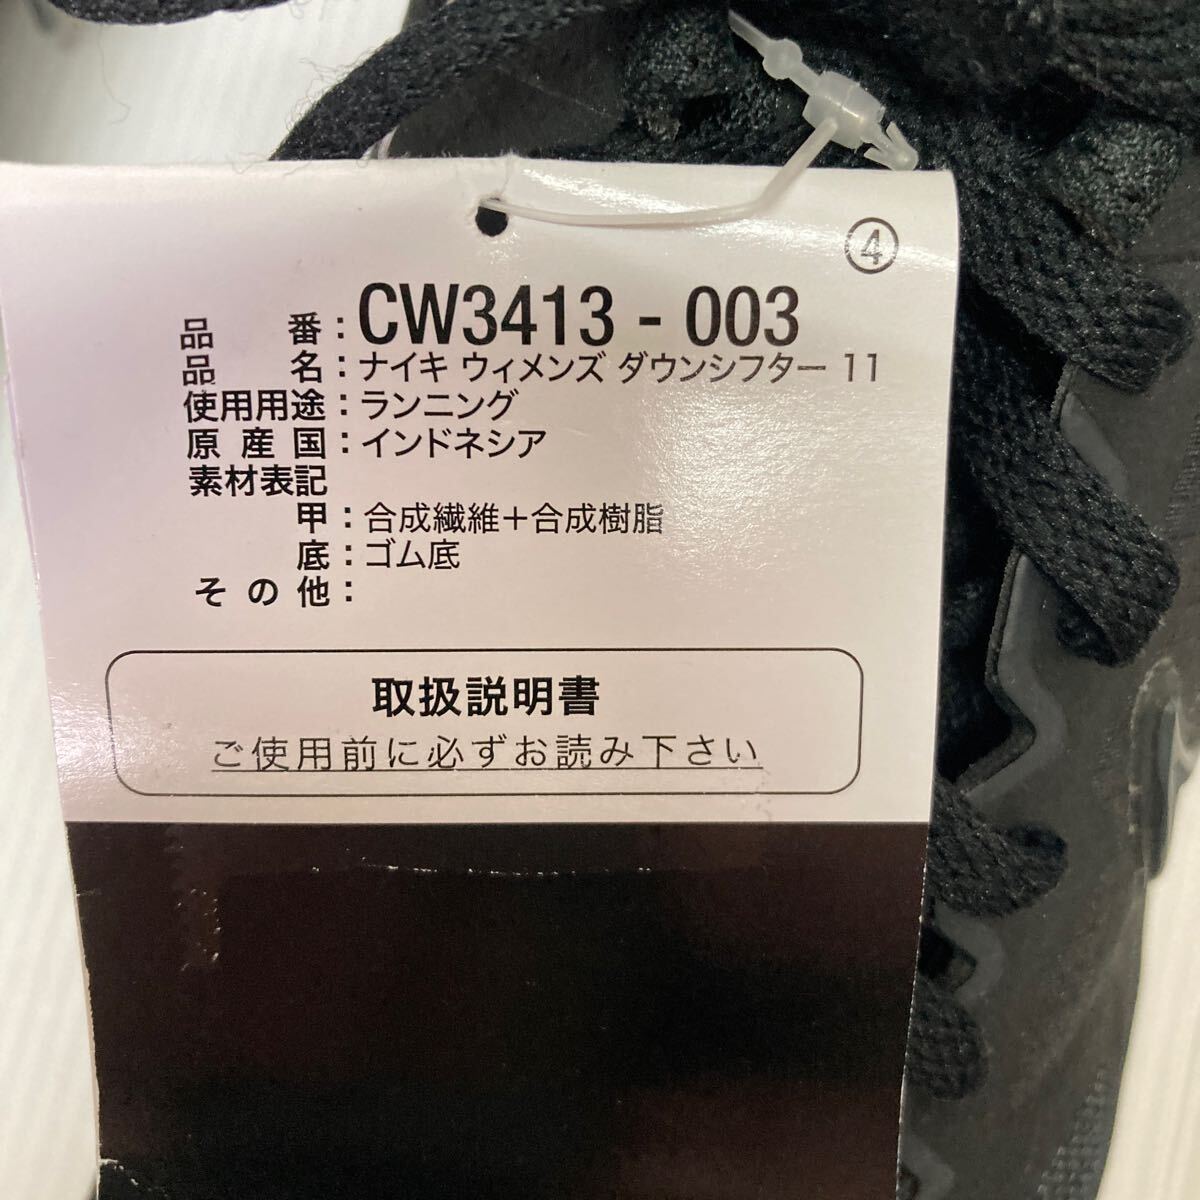 ④
品番：CW3413-003
品名：ナイキ ウィメンズ ダウンシフター 11
使用用途：ランニング
原産国：インドネシア
素材表記
甲：合成繊維＋合成樹脂
底：ゴム底
その他：
取扱説明書
ご使用前に必ずお読み下さい